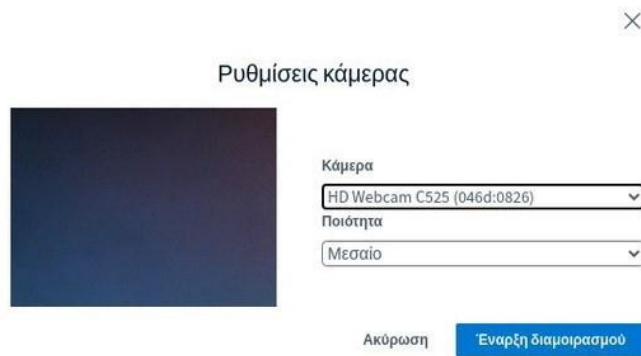 Ρυθμίσεις κάμερας
Κάμερα
HD Webcam C525 (046d:0826)
Ποιότητα
Μεσαίο
Ακύρωση
Έναρξη διαμοιρασμού